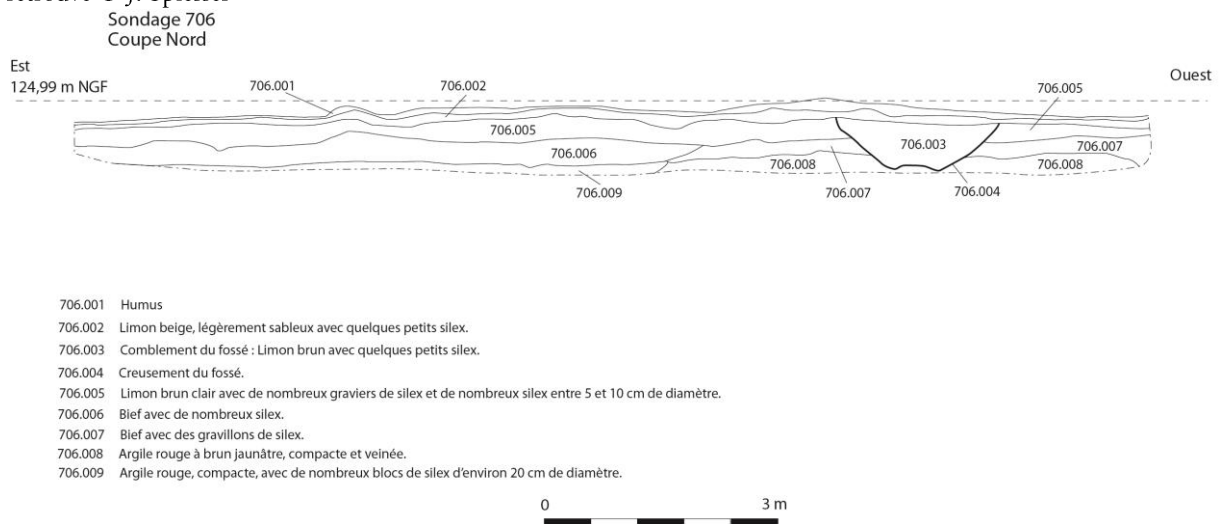 Sondage 706
Coupe Nord
Est
124,99 m NGF
Ouest
706.001
706.002
706.005
706.005
706.003
706.006
706.007
706.008
706.008
706.009
706.007
706.004
706.001 Humus
706.002 Limon beige, légèrement sableux avec quelques petits silex.
706.003 Comblement du fossé : Limon brun avec quelques petits silex.
706.004 Creusement du fossé.
706.005 Limon brun clair avec de nombreux graviers de silex et de nombreux silex entre 5 et 10 cm de diamètre.
706.006 Bief avec de nombreux silex.
706.007 Bief avec des gravillons de silex.
706.008 Argile rouge à brun jaunâtre, compacte et veinée.
706.009 Argile rouge, compacte, avec de nombreux blocs de silex d'environ 20 cm de diamètre.
0 3 m